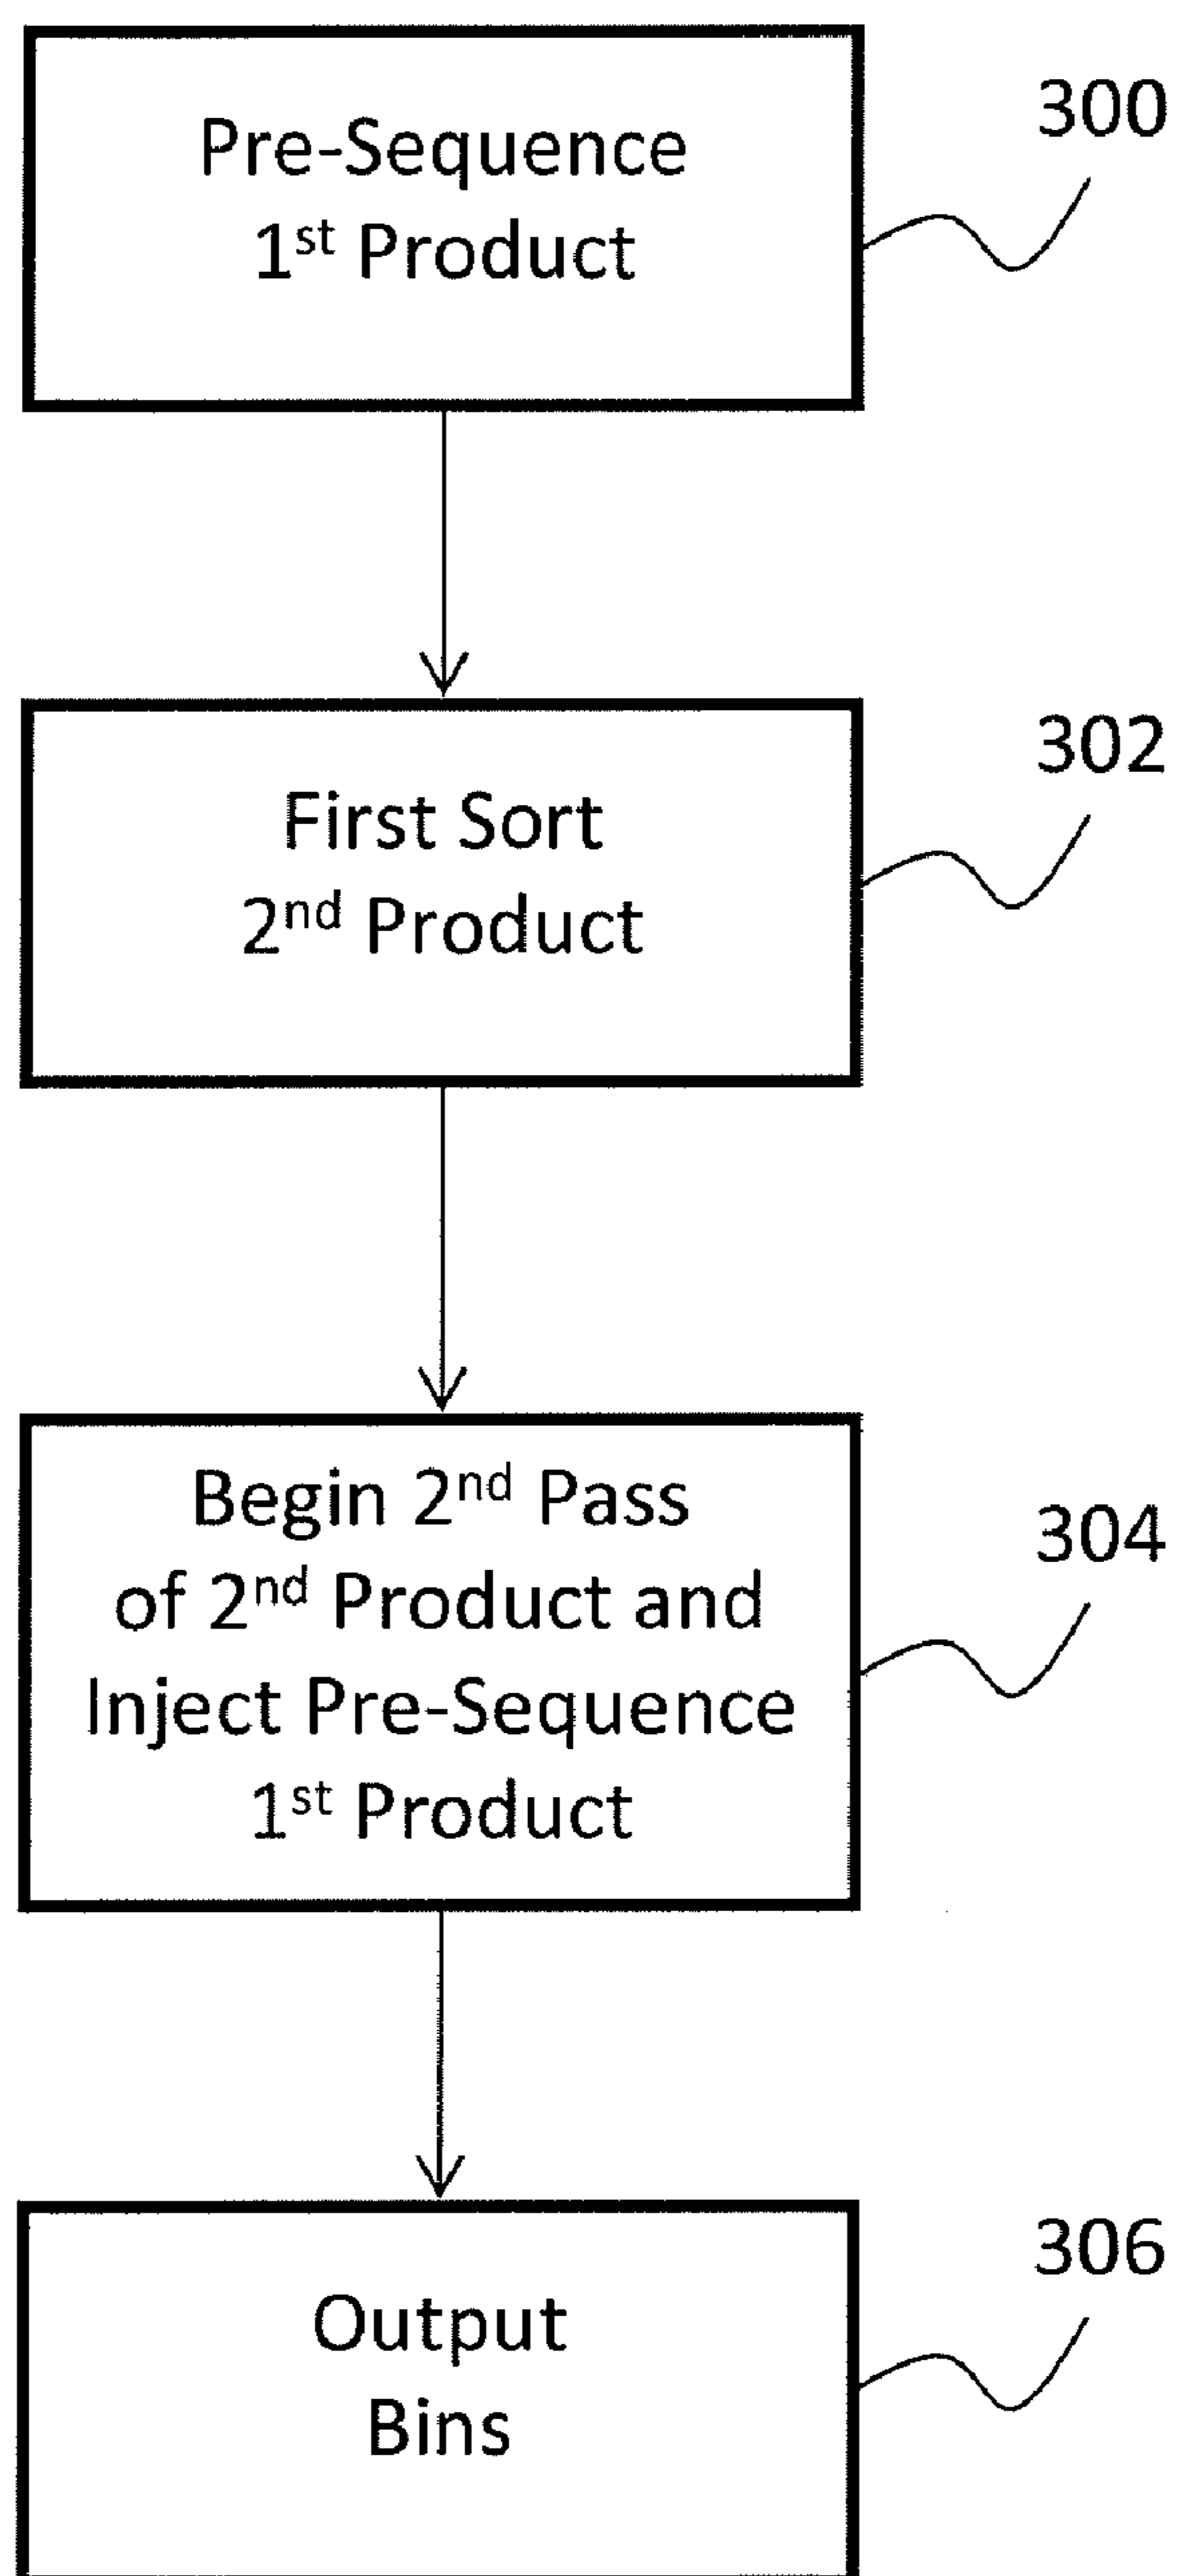 Pre-Sequence
1st Product
300
First Sort
2nd Product
302
Begin 2nd Pass
of 2nd Product and
Inject Pre-Sequence
1st Product
304
Output
Bins
306